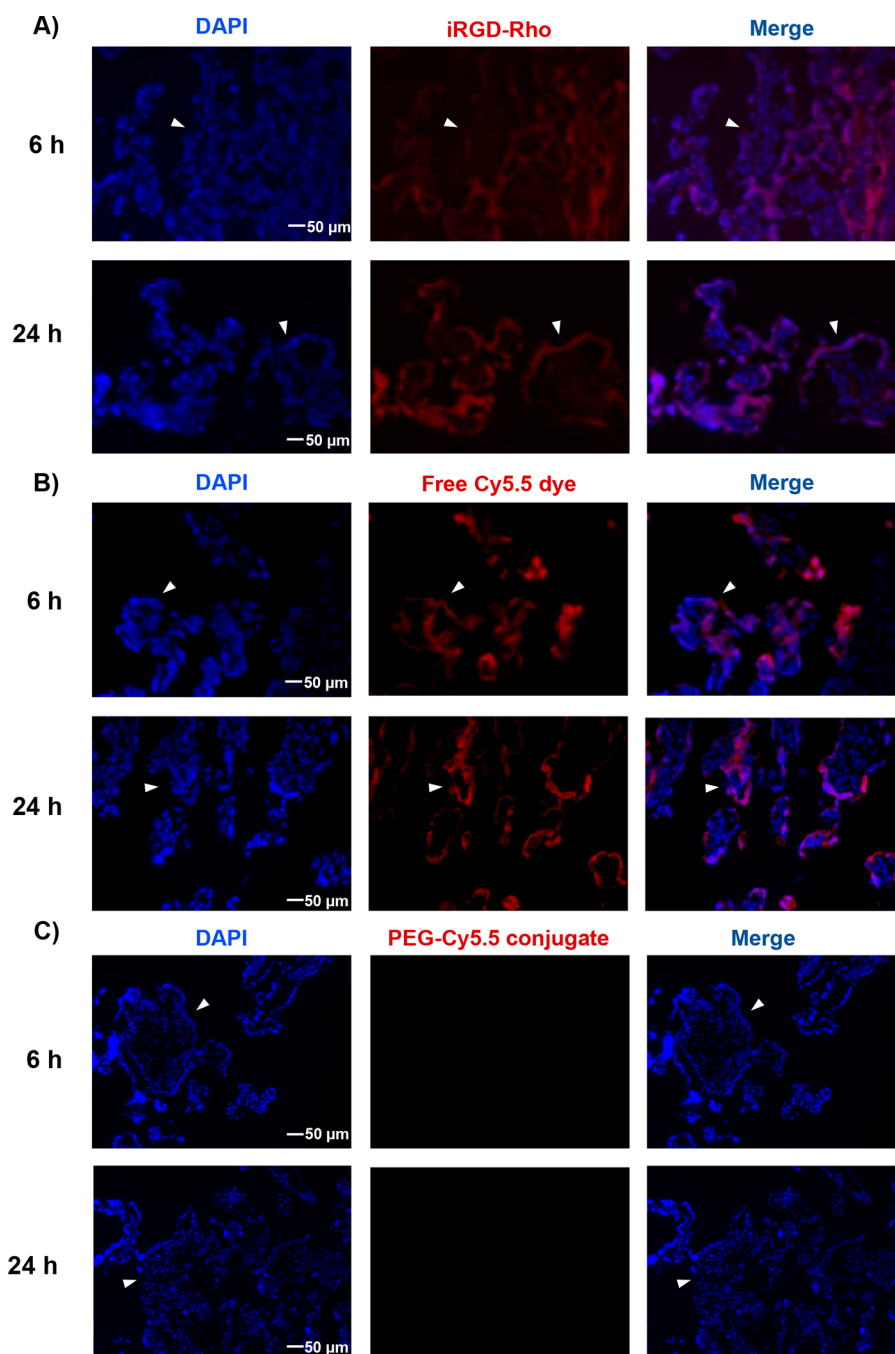 A)
DAPI iRGD-Rho Merge
6 h
50 µm
24 h
50 µm
B)
DAPI Free Cy5.5 dye Merge
6 h
50 µm
24 h
50 µm
C)
DAPI PEG-Cy5.5 conjugate Merge
6 h
50 µm
24 h
50 µm